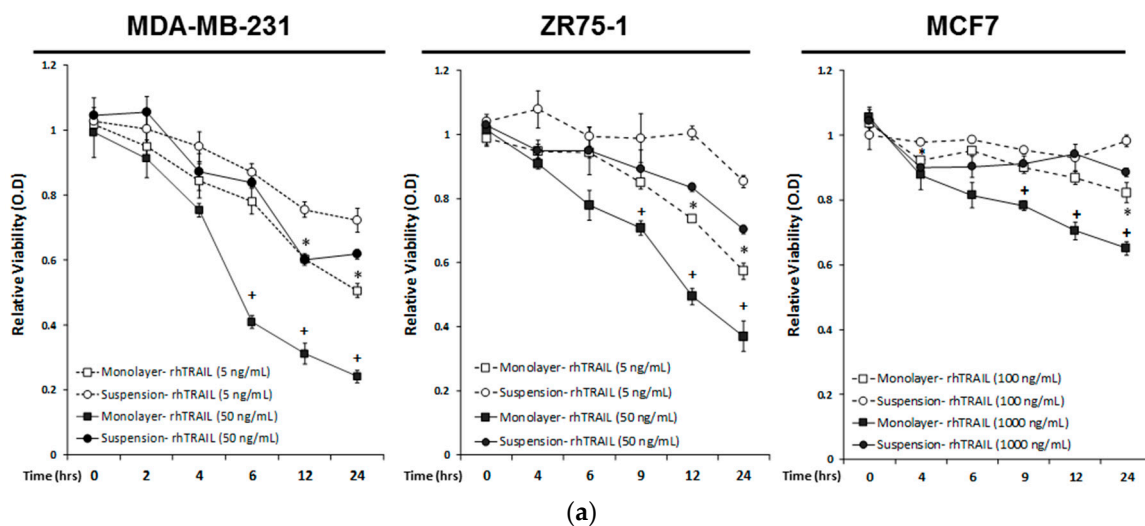 MDA-MB-231
ZR75-1
MCF7
Relative Viability (O.D)
1.2
1
0.8
0.6
0.4
0.2
0
+
+
+
*
*
Monolayer- rhTRAIL (5 ng/mL)
Suspension- rhTRAIL (5 ng/mL)
Monolayer- rhTRAIL (50 ng/mL)
Suspension- rhTRAIL (50 ng/mL)
Time (hrs) 0 2 4 6 12 24
Relative Viability (O.D)
1.2
1
0.8
0.6
0.4
0.2
0
+
+
+
*
*
Monolayer- rhTRAIL (5 ng/mL)
Suspension- rhTRAIL (5 ng/mL)
Monolayer- rhTRAIL (50 ng/mL)
Suspension- rhTRAIL (50 ng/mL)
Time (hrs) 0 4 6 9 12 24
Relative Viability (O.D)
1.2
1
0.8
0.6
0.4
0.2
0
*
+
+
*
+
Monolayer- rhTRAIL (100 ng/mL)
Suspension- rhTRAIL (100 ng/mL)
Monolayer- rhTRAIL (1000 ng/mL)
Suspension- rhTRAIL (1000 ng/mL)
Time (hrs) 0 4 6 9 12 24
(a)